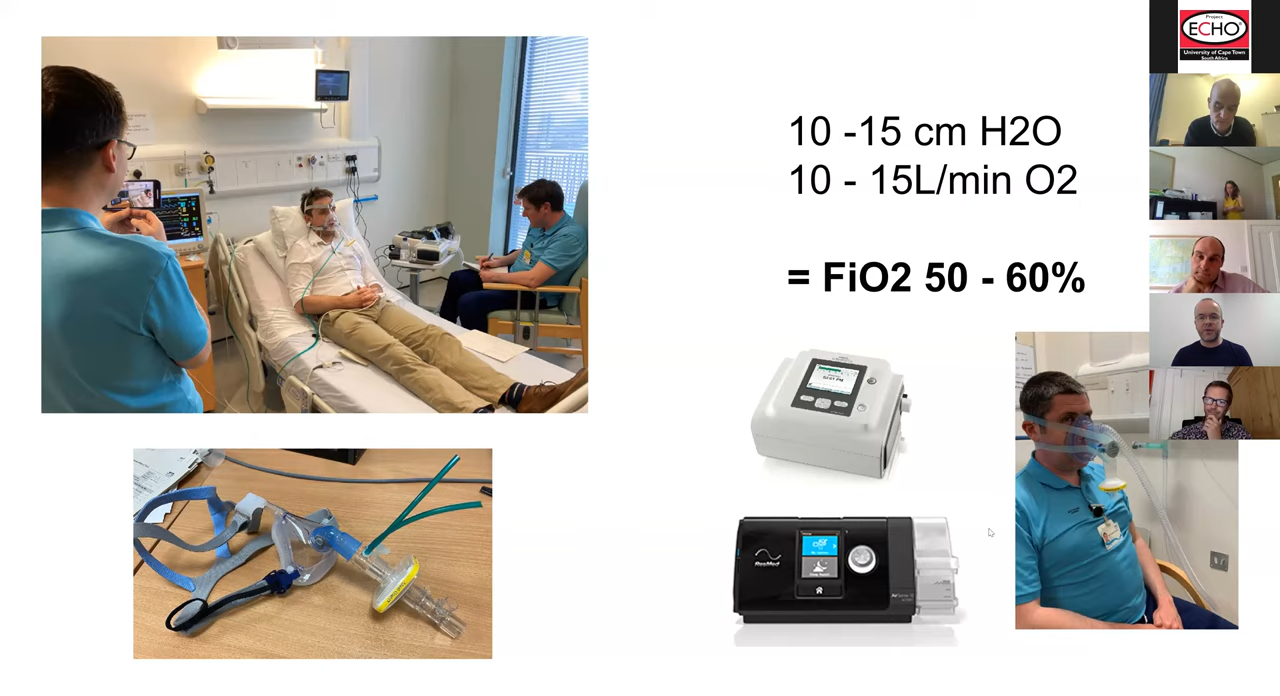 10 -15 cm H2O
10 - 15L/min O2
= FiO2 50 - 60%
Project
ECHO
University of Cape Town
South Africa
ResMed